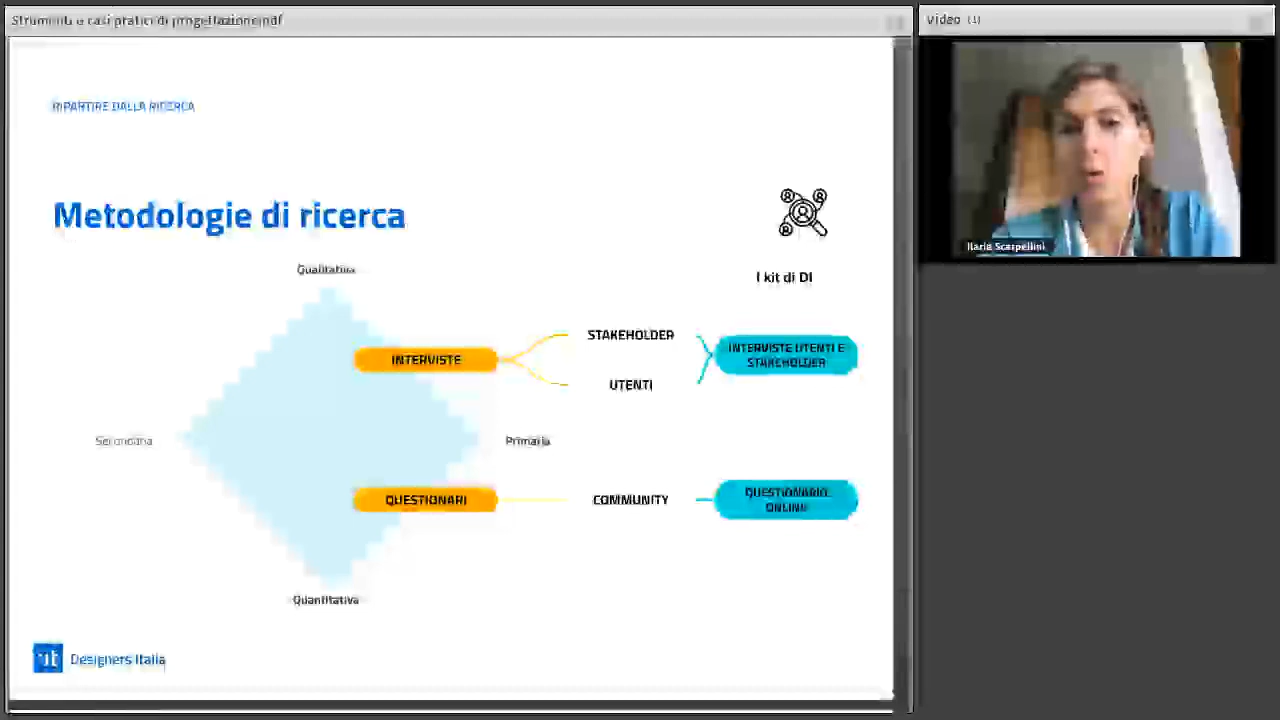 Strumenti e casi pratici di progettazione.pdf
Video (1)
RIPARTIRE DALLA RICERCA
Metodologie di ricerca
Qualitativa
I kit di DI
STAKEHOLDER
INTERVISTE
INTERVISTE UTENTI E
STAKEHOLDER
UTENTI
Secondaria
Primaria
QUESTIONARI
COMMUNITY
QUESTIONARIO
ONLINE
Quantitativa
it Designers Italia
Ilaria Scarpellini